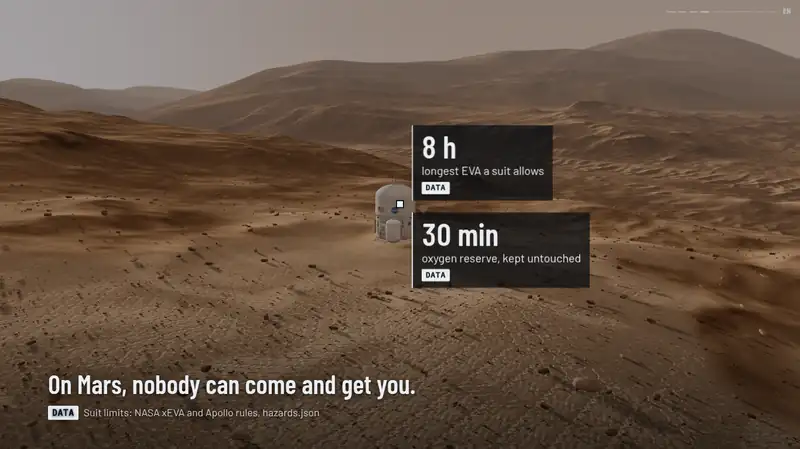 EN
8 h
longest EVA a suit allows
DATA
30 min
oxygen reserve, kept untouched
DATA
On Mars, nobody can come and get you.
DATA Suit limits: NASA xEVA and Apollo rules. hazards.json